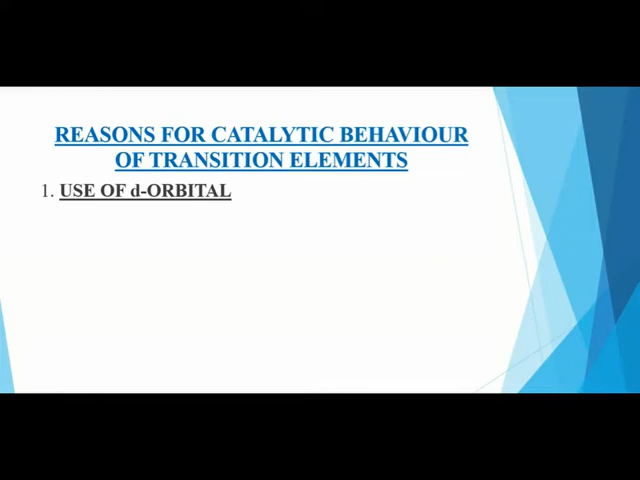 REASONS FOR CATALYTIC BEHAVIOUR
OF TRANSITION ELEMENTS
1. USE OF d-ORBITAL